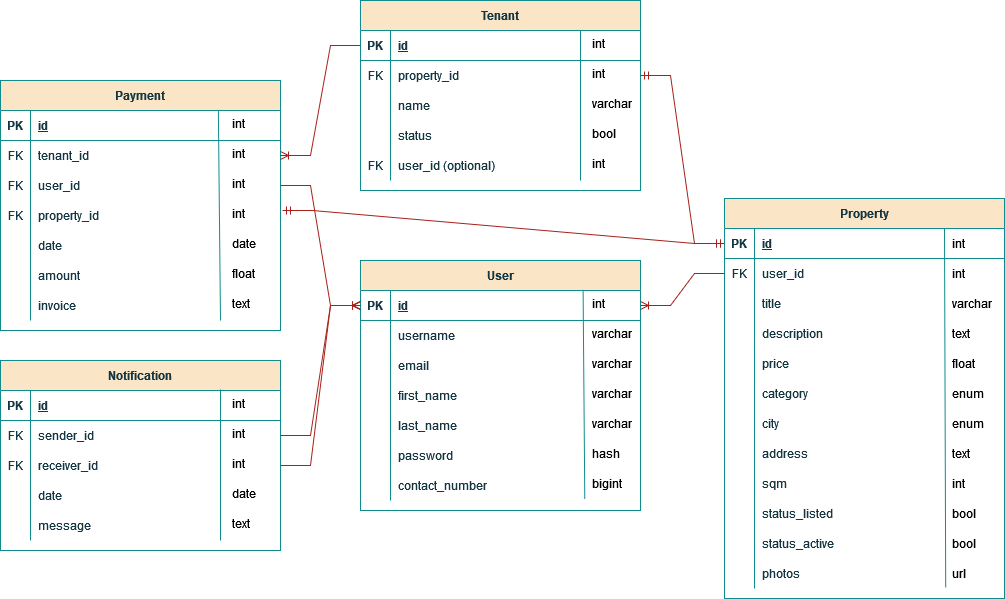 Tenant
PK id int
FK property_id int
name varchar
status bool
FK user_id (optional) int
Payment
PK id int
FK tenant_id int
FK user_id int
FK property_id int
date date
amount float
invoice text
Property
PK id int
FK user_id int
title varchar
description text
price float
category enum
city enum
address text
sqm int
status_listed bool
status_active bool
photos url
User
PK id int
username varchar
email varchar
first_name varchar
last_name varchar
password hash
contact_number bigint
Notification
PK id int
FK sender_id int
FK receiver_id int
date date
message text